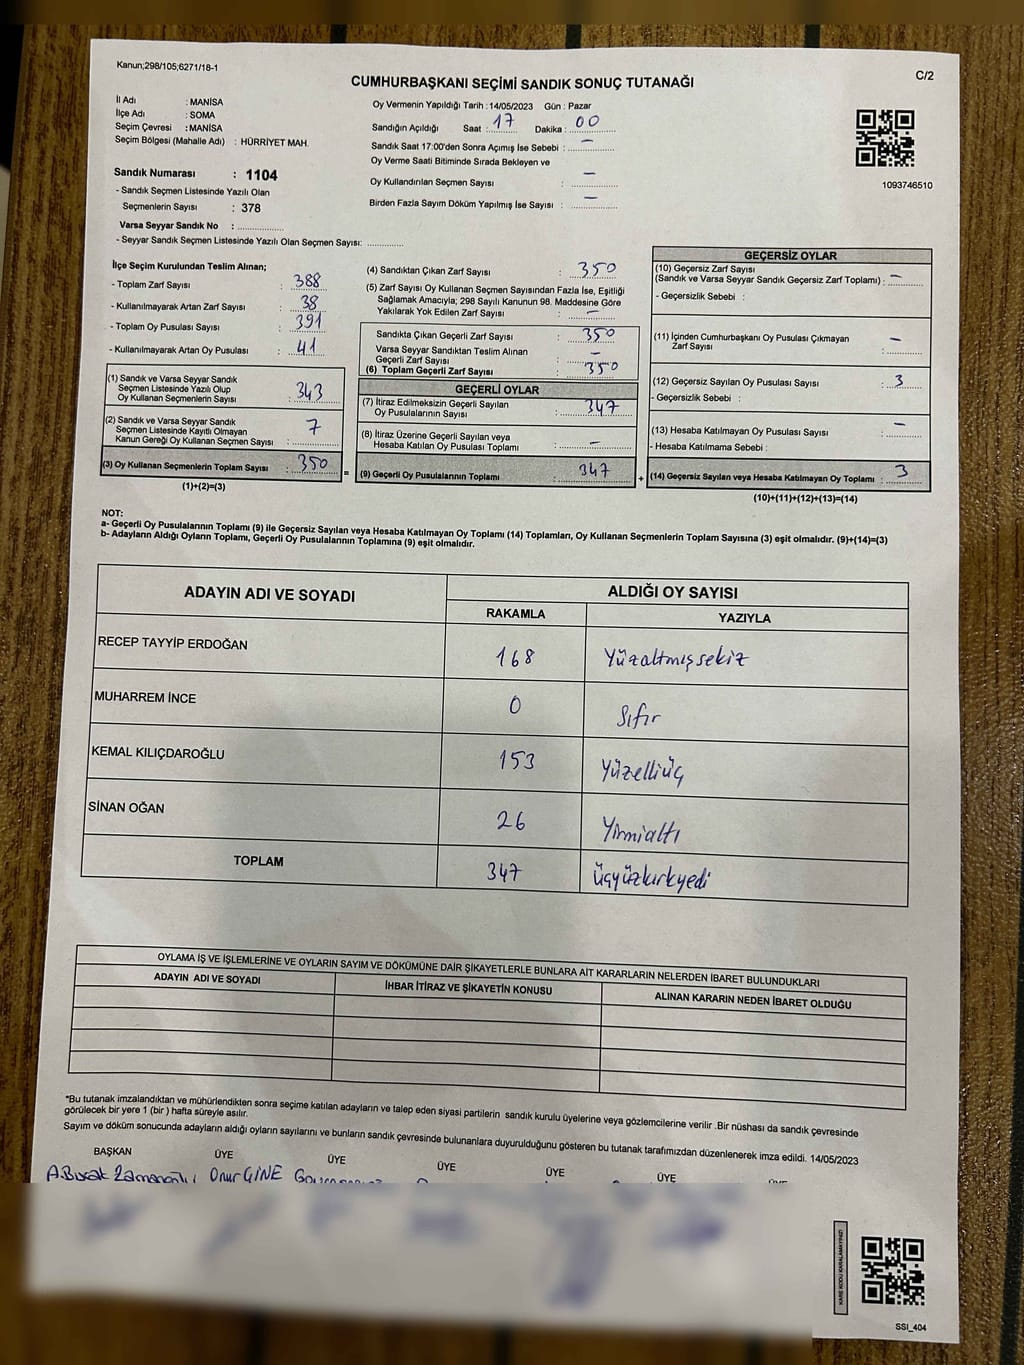 Kanun;298/105;6271/18-1
C/2
CUMHURBAŞKANI SEÇİMİ SANDIK SONUÇ TUTANAĞI
İl Adı : MANİSA
İlçe Adı : SOMA
Seçim Çevresi : MANİSA
Seçim Bölgesi (Mahalle Adı) : HÜRRİYET MAH.
Sandık Numarası : 1104
- Sandık Seçmen Listesinde Yazılı Olan
Seçmenlerin Sayısı : 378
Varsa Seyyar Sandık No :
- Seyyar Sandık Seçmen Listesinde Yazılı Olan Seçmen Sayısı:
Oy Vermenin Yapıldığı Tarih :14/05/2023 Gün : Pazar
Sandığın Açıldığı Saat : 17 Dakika : 00
Sandık Saat 17:00'den Sonra Açımış İse Sebebi : –
Oy Verme Saati Bitiminde Sırada Bekleyen ve
Oy Kullandırılan Seçmen Sayısı : –
Birden Fazla Sayım Döküm Yapılmış İse Sayısı : –
1093746510
İlçe Seçim Kurulundan Teslim Alınan;
- Toplam Zarf Sayısı : 388
- Kullanılmayarak Artan Zarf Sayısı : 38
- Toplam Oy Pusulası Sayısı : 391
- Kullanılmayarak Artan Oy Pusulası : 41
(1) Sandık ve Varsa Seyyar Sandık
Seçmen Listesinde Yazılı Olup
Oy Kullanan Seçmenlerin Sayısı : 343
(2) Sandık ve Varsa Seyyar Sandık
Seçmen Listesinde Kayıtlı Olmayan
Kanun Gereği Oy Kullanan Seçmen Sayısı : 7
(3) Oy Kullanan Seçmenlerin Toplam Sayısı : 350
(1)+(2)=(3)
=
(4) Sandıktan Çıkan Zarf Sayısı : 350
(5) Zarf Sayısı Oy Kullanan Seçmen Sayısından Fazla İse, Eşitliği
Sağlamak Amacıyla; 298 Sayılı Kanunun 98. Maddesine Göre
Yakılarak Yok Edilen Zarf Sayısı : –
Sandıkta Çıkan Geçerli Zarf Sayısı : 350
Varsa Seyyar Sandıktan Teslim Alınan
Geçerli Zarf Sayısı : –
(6) Toplam Geçerli Zarf Sayısı : 350
GEÇERLİ OYLAR
(7) İtiraz Edilmeksizin Geçerli Sayılan
Oy Pusulalarının Sayısı : 347
(8) İtiraz Üzerine Geçerli Sayılan veya
Hesaba Katılan Oy Pusulası Toplamı : –
(9) Geçerli Oy Pusulalarının Toplamı : 347
+
GEÇERSİZ OYLAR
(10) Geçersiz Zarf Sayısı
(Sandık ve Varsa Seyyar Sandık Geçersiz Zarf Toplamı) : –
- Geçersizlik Sebebi :
(11) İçinden Cumhurbaşkanı Oy Pusulası Çıkmayan
Zarf Sayısı : –
(12) Geçersiz Sayılan Oy Pusulası Sayısı : 3
- Geçersizlik Sebebi :
(13) Hesaba Katılmayan Oy Pusulası Sayısı : –
- Hesaba Katılmama Sebebi :
(14) Geçersiz Sayılan veya Hesaba Katılmayan Oy Toplamı : 3
(10)+(11)+(12)+(13)=(14)
NOT:
a- Geçerli Oy Pusulalarının Toplamı (9) ile Geçersiz Sayılan veya Hesaba Katılmayan Oy Toplamı (14) Toplamları, Oy Kullanan Seçmenlerin Toplam Sayısına (3) eşit olmalıdır. (9)+(14)=(3)
b- Adayların Aldığı Oyların Toplamı, Geçerli Oy Pusulalarının Toplamına (9) eşit olmalıdır.
ADAYIN ADI VE SOYADI ALDIĞI OY SAYISI
RAKAMLA YAZIYLA
RECEP TAYYİP ERDOĞAN 168 Yüzaltmışsekiz
MUHARREM İNCE 0 Sıfır
KEMAL KILIÇDAROĞLU 153 Yüzelliüç
SİNAN OĞAN 26 Yirmialtı
TOPLAM 347 Üçyüzkırkyedi
OYLAMA İŞ VE İŞLEMLERİNE VE OYLARIN SAYIM VE DÖKÜMÜNE DAİR ŞİKAYETLERLE BUNLARA AİT KARARLARIN NELERDEN İBARET BULUNDUKLARI
ADAYIN ADI VE SOYADI İHBAR İTİRAZ VE ŞİKAYETİN KONUSU ALINAN KARARIN NEDEN İBARET OLDUĞU
*Bu tutanak imzalandıktan ve mühürlendikten sonra seçime katılan adayların ve talep eden siyasi partilerin sandık kurulu üyelerine veya gözlemcilerine verilir .Bir nüshası da sandık çevresinde
görülecek bir yere 1 (bir ) hafta süreyle asılır.
Sayım ve döküm sonucunda adayların aldığı oyların sayılarını ve bunların sandık çevresinde bulunanlara duyurulduğunu gösteren bu tutanak tarafımızdan düzenlenerek imza edildi. 14/05/2023
BAŞKAN ÜYE ÜYE ÜYE ÜYE ÜYE
A.Burak Onur GİNE
KARE KODU KARALAMAYINIZ!
SSI_404